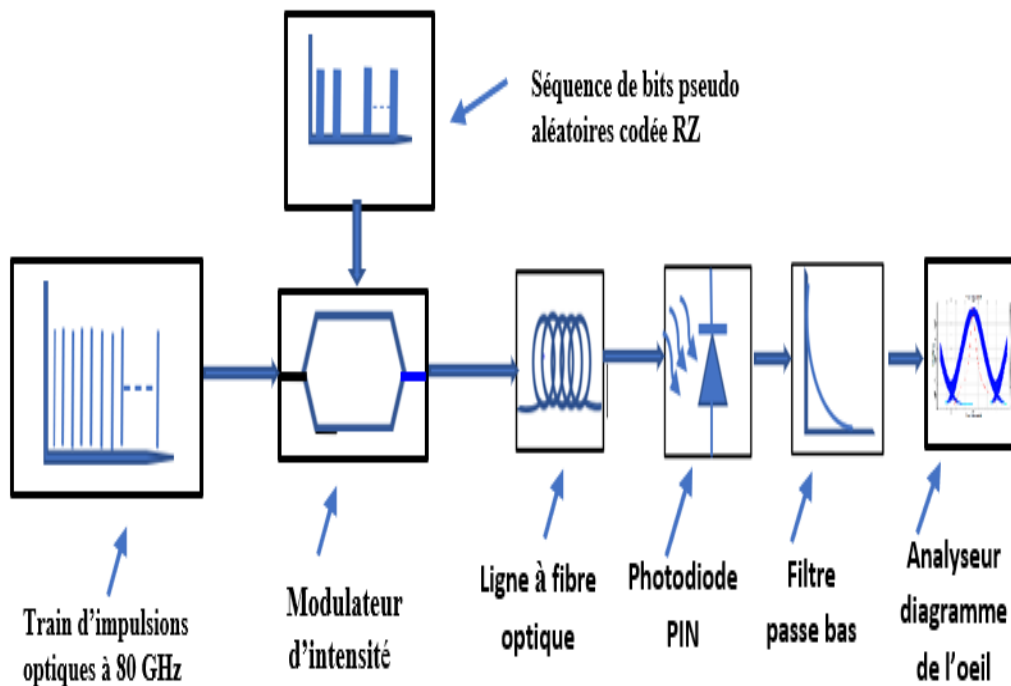 Séquence de bits pseudo
aléatoires codée RZ
Train d'impulsions
optiques à 80 GHz
Modulateur
d'intensité
Ligne à fibre
optique
Photodiode
PIN
Filtre
passe bas
Analyseur
diagramme
de l'oeil